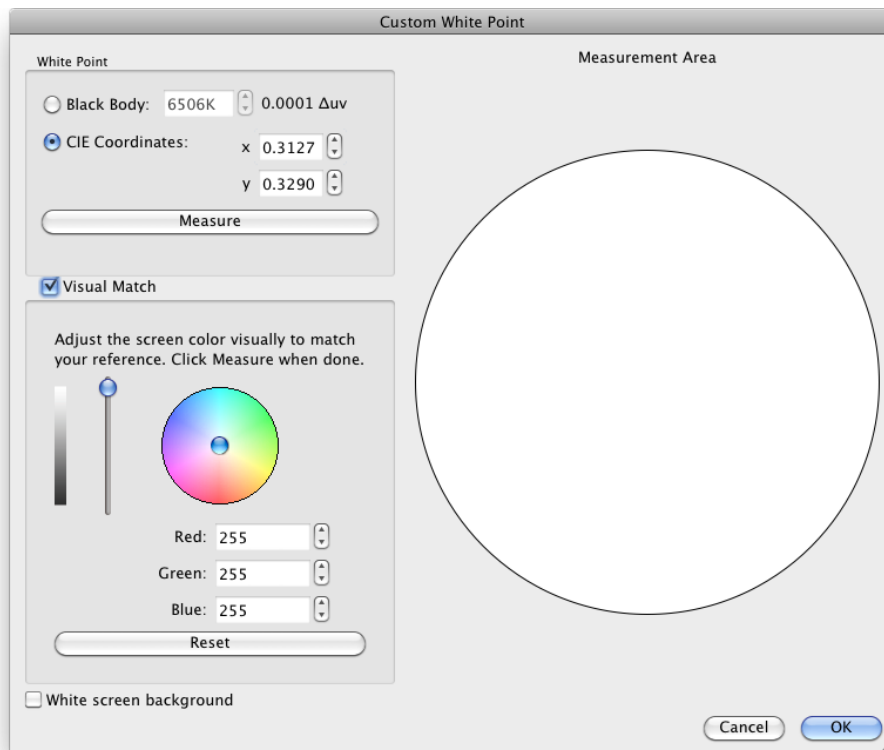 Custom White Point
White Point
Black Body: 6506K 0.0001 Δuv
CIE Coordinates: x 0.3127
y 0.3290
Measure
Visual Match
Adjust the screen color visually to match
your reference. Click Measure when done.
Red: 255
Green: 255
Blue: 255
Reset
White screen background
Measurement Area
Cancel OK